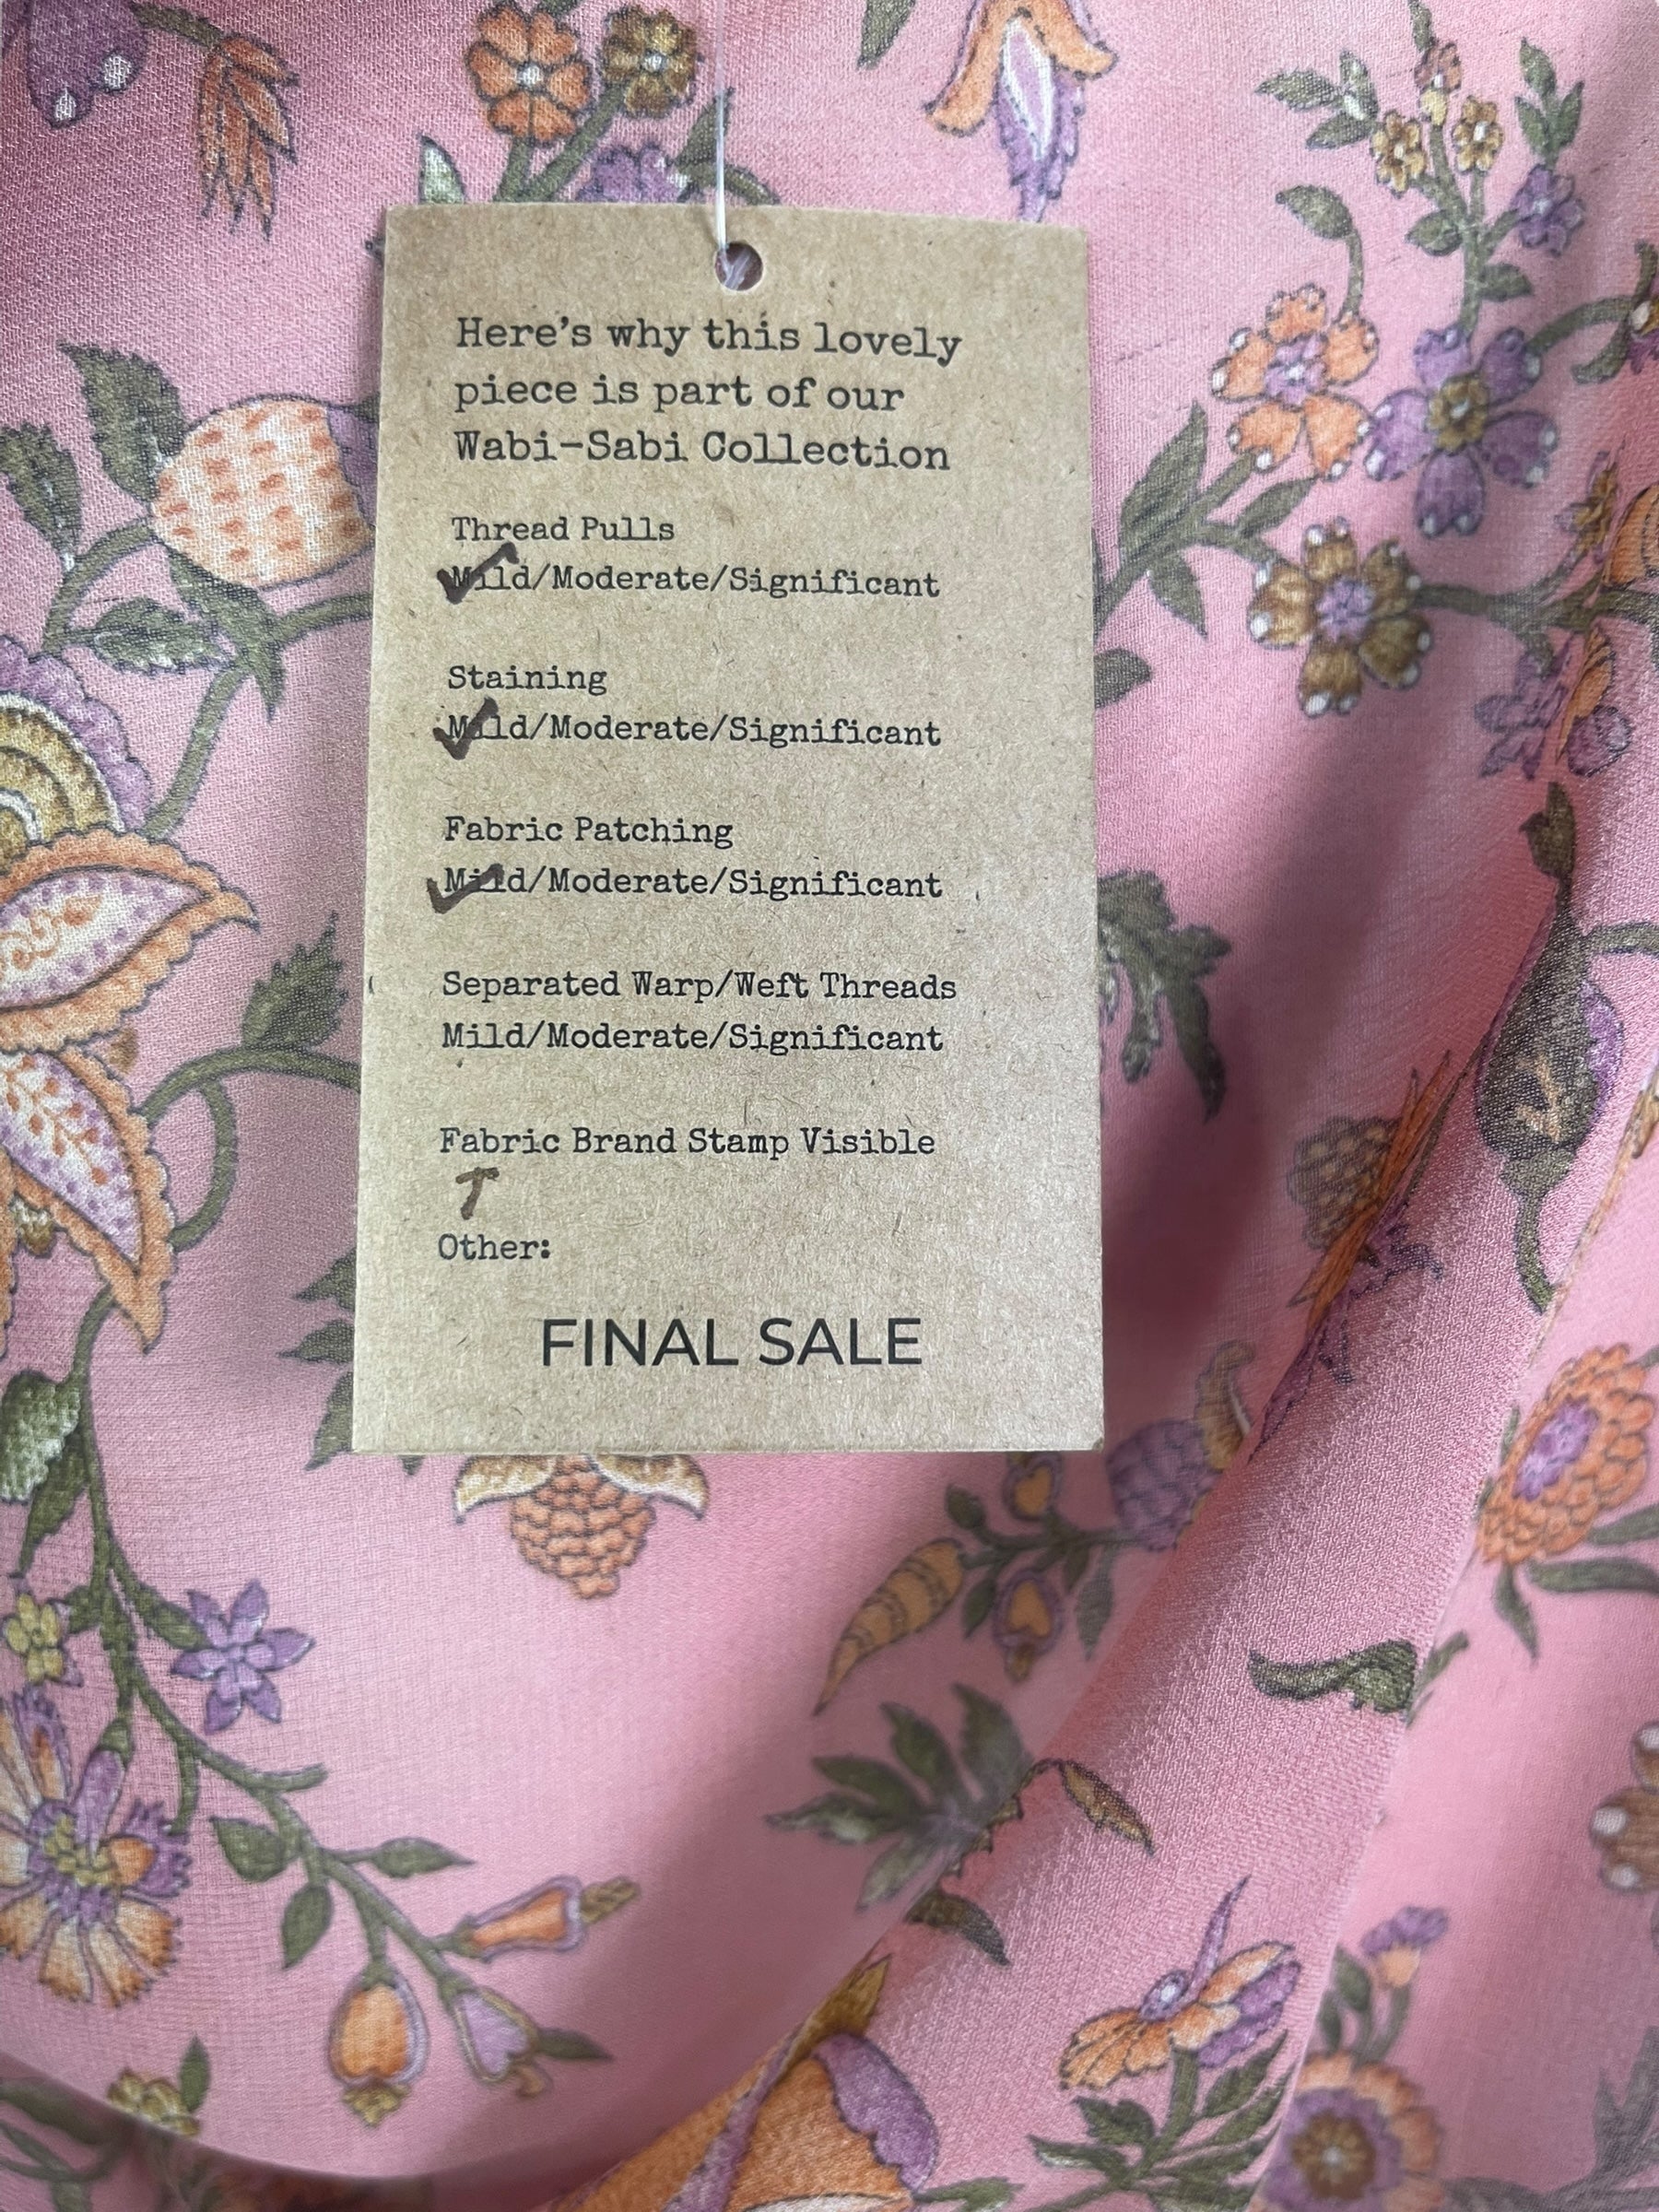 Here's why this lovely
piece is part of our
Wabi-Sabi Collection
Thread Pulls
✓ Mild/Moderate/Significant
Staining
✓ Mild/Moderate/Significant
Fabric Patching
✓ Mild/Moderate/Significant
Separated Warp/Weft Threads
Mild/Moderate/Significant
Fabric Brand Stamp Visible
Other:
FINAL SALE